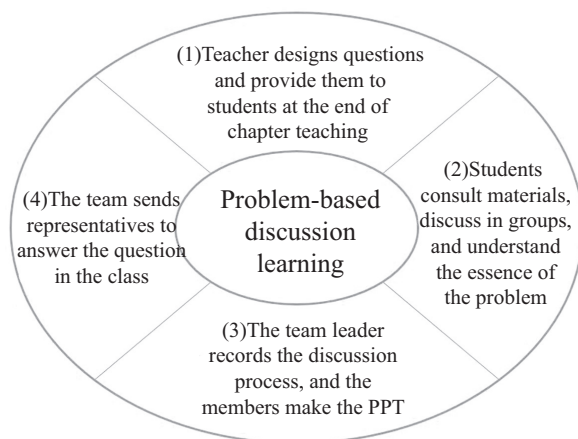 (1)Teacher designs questions
and provide them to
students at the end of
chapter teaching
(2)Students
consult materials,
discuss in groups,
and understand
the essence of
the problem
(3)The team leader
records the discussion
process, and the
members make the PPT
(4)The team sends
representatives to
answer the question
in the class
Problem-based
discussion
learning